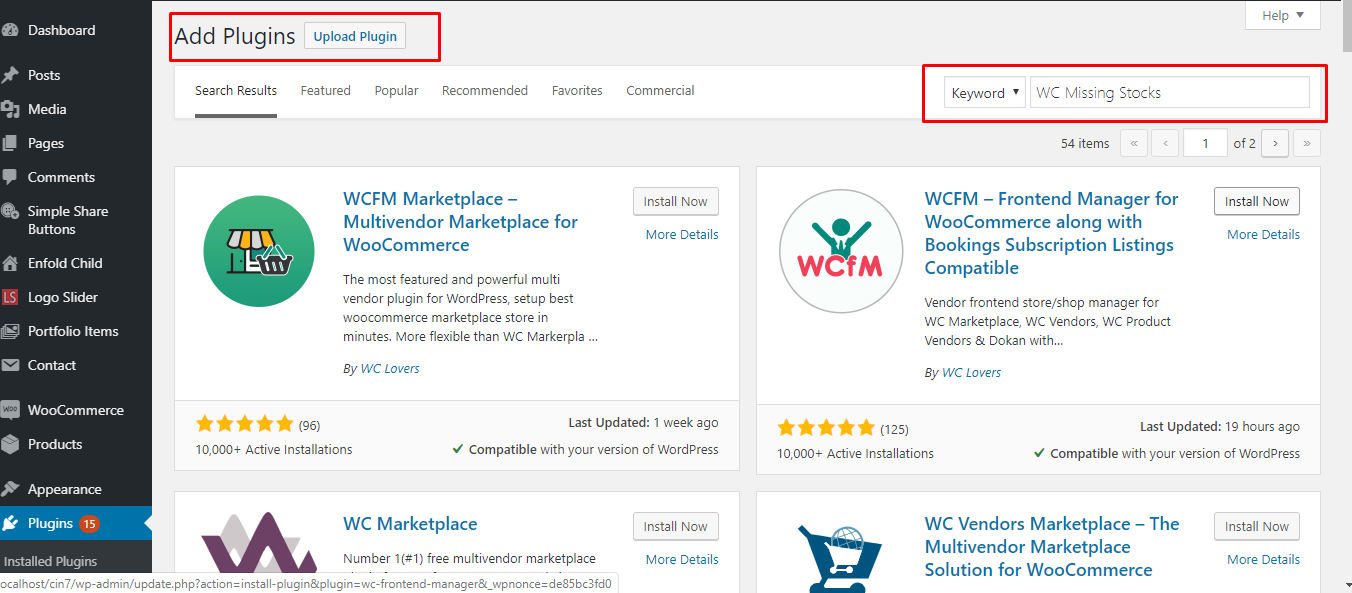 Dashboard
Posts
Media
Pages
Comments
Simple Share
Buttons
Enfold Child
LS Logo Slider
Portfolio Items
Contact
WOO WooCommerce
Products
Appearance
Plugins 15
Installed Plugins
Help ▼
Add Plugins Upload Plugin
Search Results Featured Popular Recommended Favorites Commercial Keyword ▼ WC Missing Stocks
54 items « ‹ 1 of 2 › »
WCFM Marketplace –
Multivendor Marketplace for
WooCommerce
Install Now
More Details
The most featured and powerful multi
vendor plugin for WordPress, setup best
woocommerce marketplace store in
minutes. More flexible than WC Markerpla ...
By WC Lovers
(96)
10,000+ Active Installations
Last Updated: 1 week ago
✔ Compatible with your version of WordPress
WCfM
WCFM – Frontend Manager for
WooCommerce along with
Bookings Subscription Listings
Compatible
Install Now
More Details
Vendor frontend store/shop manager for
WC Marketplace, WC Vendors, WC Product
Vendors & Dokan with...
By WC Lovers
(125)
10,000+ Active Installations
Last Updated: 19 hours ago
✔ Compatible with your version of WordPress
WC Marketplace
Install Now
More Details
Number 1(#1) free multivendor marketplace
WC Vendors Marketplace – The
Multivendor Marketplace
Solution for WooCommerce
Install Now
More Details
ocalhost/cin7/wp-admin/update.php?action=install-plugin&plugin=wc-frontend-manager&_wpnonce=de85bc3fd0